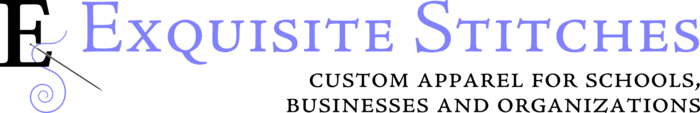 E Exquisite Stitches
custom apparel for schools,
businesses and organizations